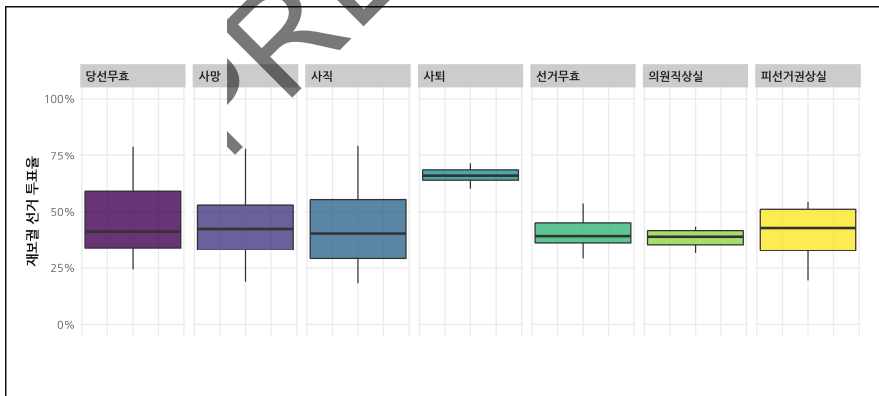 당선무효
사망
사직
사퇴
선거무효
의원직상실
피선거권상실
100%
75%
50%
25%
0%
재보궐 선거 투표율